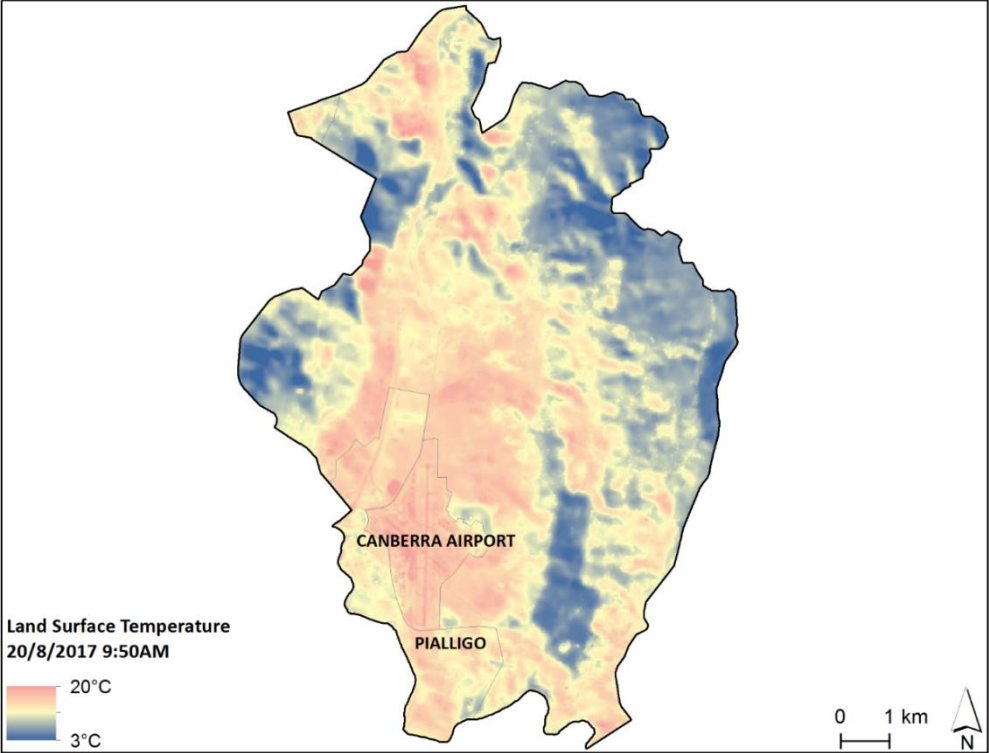 CANBERRA AIRPORT
PIALLIGO
Land Surface Temperature
20/8/2017 9:50AM
20°C
3°C
0 1 km
N